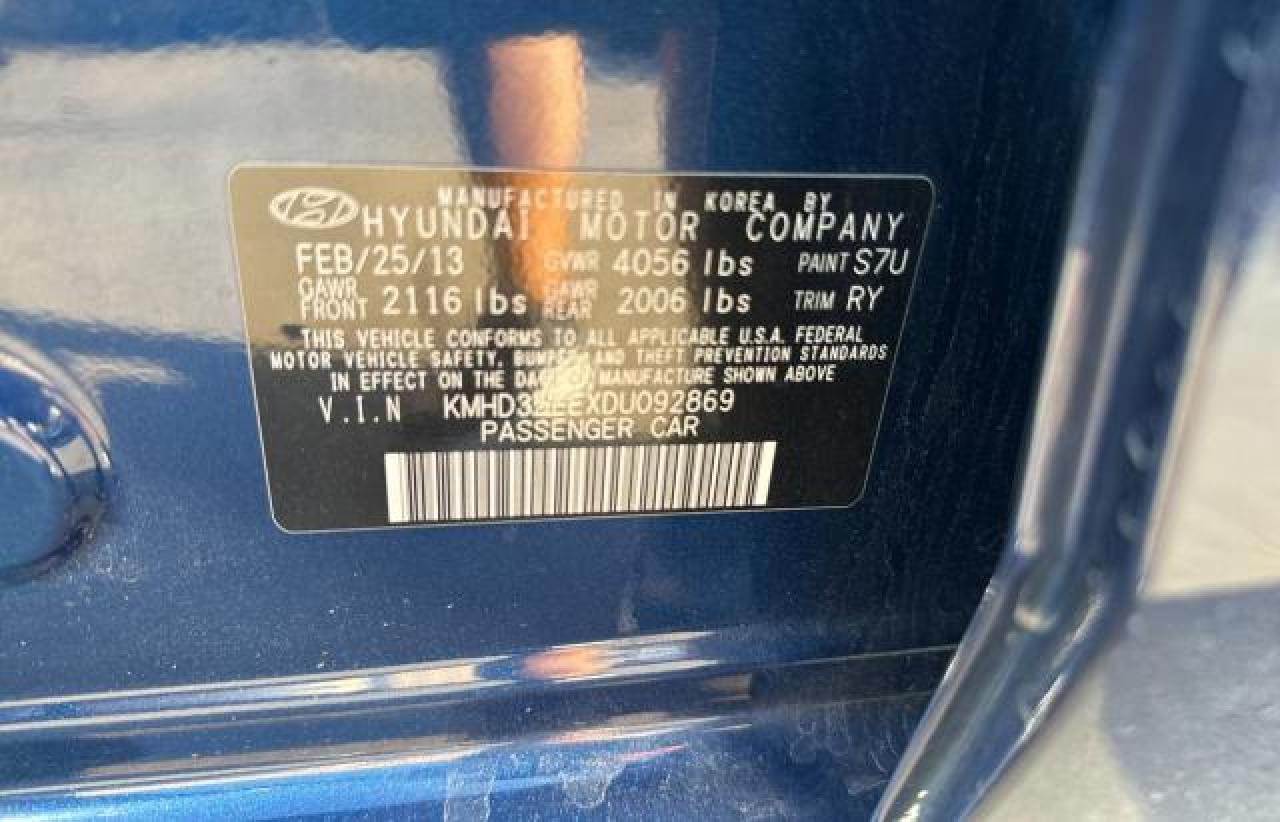 MANUFACTURED IN KOREA BY
HYUNDAI MOTOR COMPANY
FEB/25/13 GVWR 4056 lbs PAINT S7U
GAWR FRONT 2116 lbs GAWR REAR 2006 lbs TRIM RY
THIS VEHICLE CONFORMS TO ALL APPLICABLE U.S.A. FEDERAL
MOTOR VEHICLE SAFETY, BUMPER, AND THEFT PREVENTION STANDARDS
IN EFFECT ON THE DATE OF MANUFACTURE SHOWN ABOVE
V.I.N
PASSENGER CAR